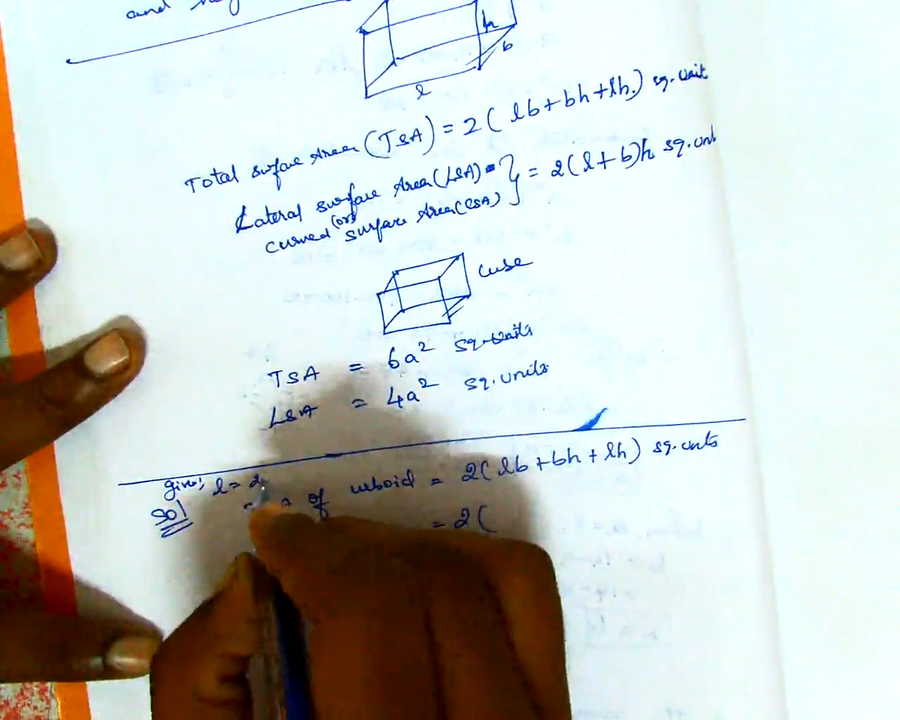 and
h
b
l
Total surface Area (TSA) = 2( lb + bh + lh ) sq. unit
Lateral surface Area (LSA) = } = 2(l + b)h sq. unt
(or)
curved surface Area (CSA)
cube
TSA = 6a² sq. units
LSA = 4a² sq. units
given, l = 2
Sol of cuboid = 2( lb + bh + lh ) sq. unts
= 2(